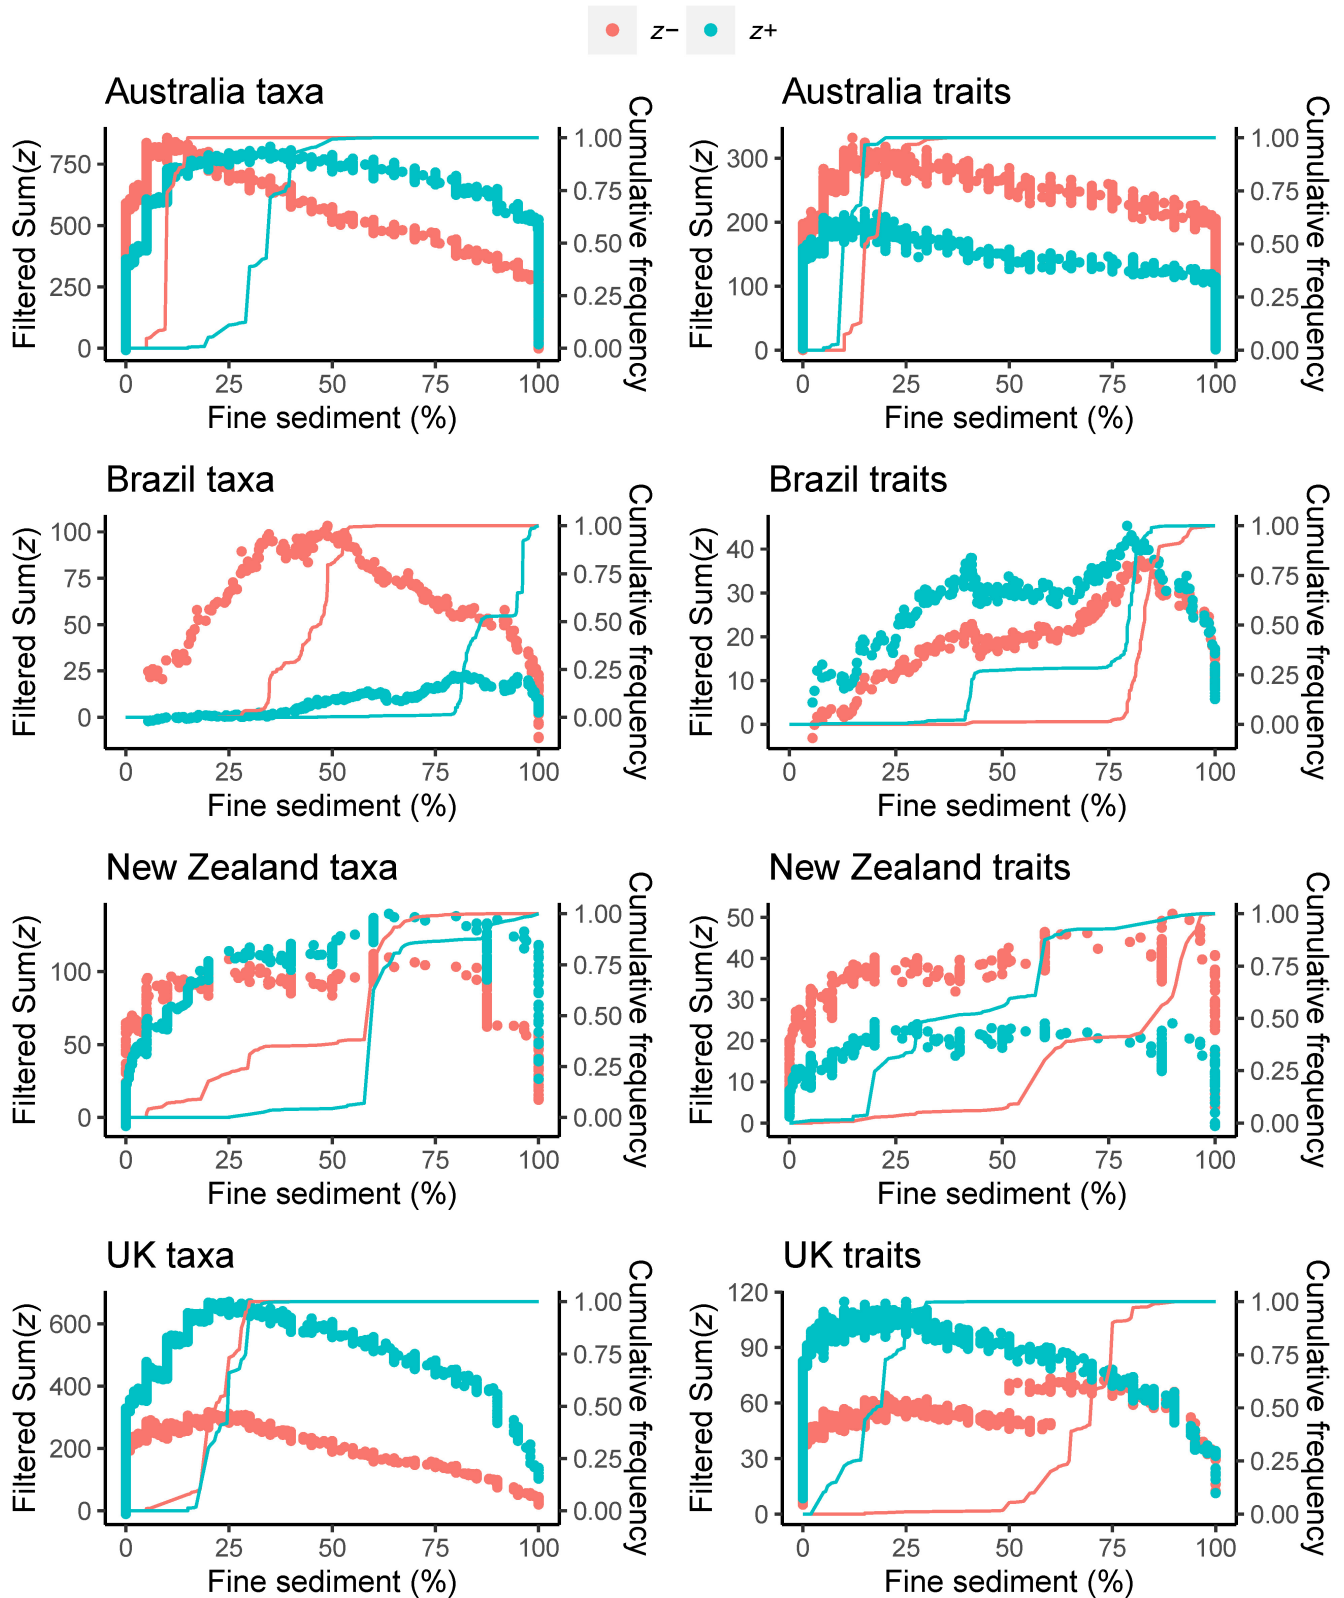 z− z+
Australia taxa
Filtered Sum(z)
750
500
250
0
1.00
0.75
0.50
0.25
0.00
Cumulative frequency
0 25 50 75 100
Fine sediment (%)
Australia traits
Filtered Sum(z)
300
200
100
0
1.00
0.75
0.50
0.25
0.00
Cumulative frequency
0 25 50 75 100
Fine sediment (%)
Brazil taxa
Filtered Sum(z)
100
75
50
25
0
1.00
0.75
0.50
0.25
0.00
Cumulative frequency
0 25 50 75 100
Fine sediment (%)
Brazil traits
Filtered Sum(z)
40
30
20
10
0
1.00
0.75
0.50
0.25
0.00
Cumulative frequency
0 25 50 75 100
Fine sediment (%)
New Zealand taxa
Filtered Sum(z)
100
50
0
1.00
0.75
0.50
0.25
0.00
Cumulative frequency
0 25 50 75 100
Fine sediment (%)
New Zealand traits
Filtered Sum(z)
50
40
30
20
10
0
1.00
0.75
0.50
0.25
0.00
Cumulative frequency
0 25 50 75 100
Fine sediment (%)
UK taxa
Filtered Sum(z)
600
400
200
0
1.00
0.75
0.50
0.25
0.00
Cumulative frequency
0 25 50 75 100
Fine sediment (%)
UK traits
Filtered Sum(z)
120
90
60
30
0
1.00
0.75
0.50
0.25
0.00
Cumulative frequency
0 25 50 75 100
Fine sediment (%)